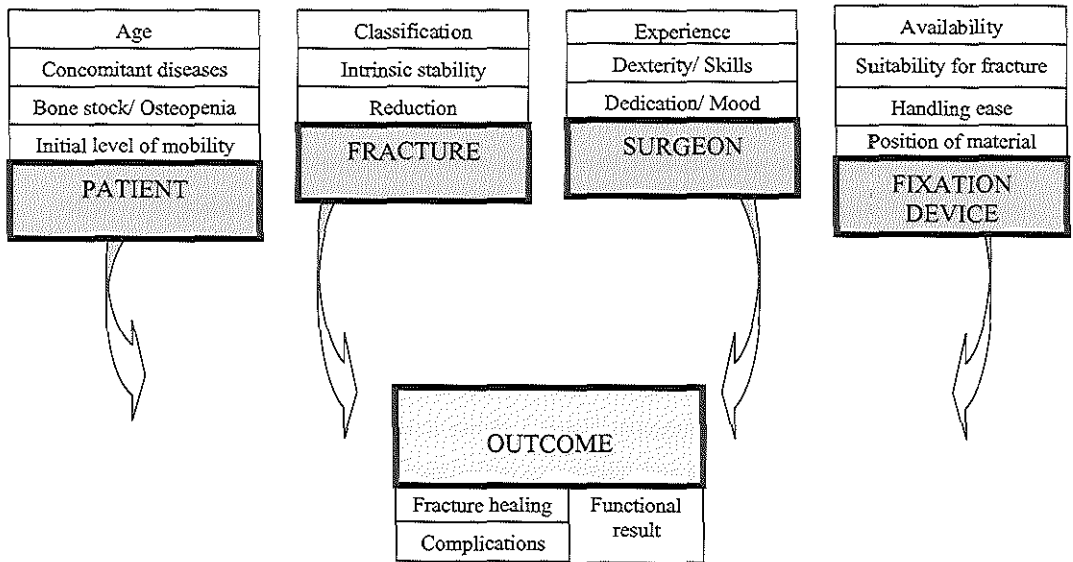 Age
Concomitant diseases
Bone stock/ Osteopenia
Initial level of mobility
PATIENT
Classification
Intrinsic stability
Reduction
FRACTURE
Experience
Dexterity/ Skills
Dedication/ Mood
SURGEON
Availability
Suitability for fracture
Handling ease
Position of material
FIXATION
DEVICE
OUTCOME
Fracture healing
Complications
Functional
result